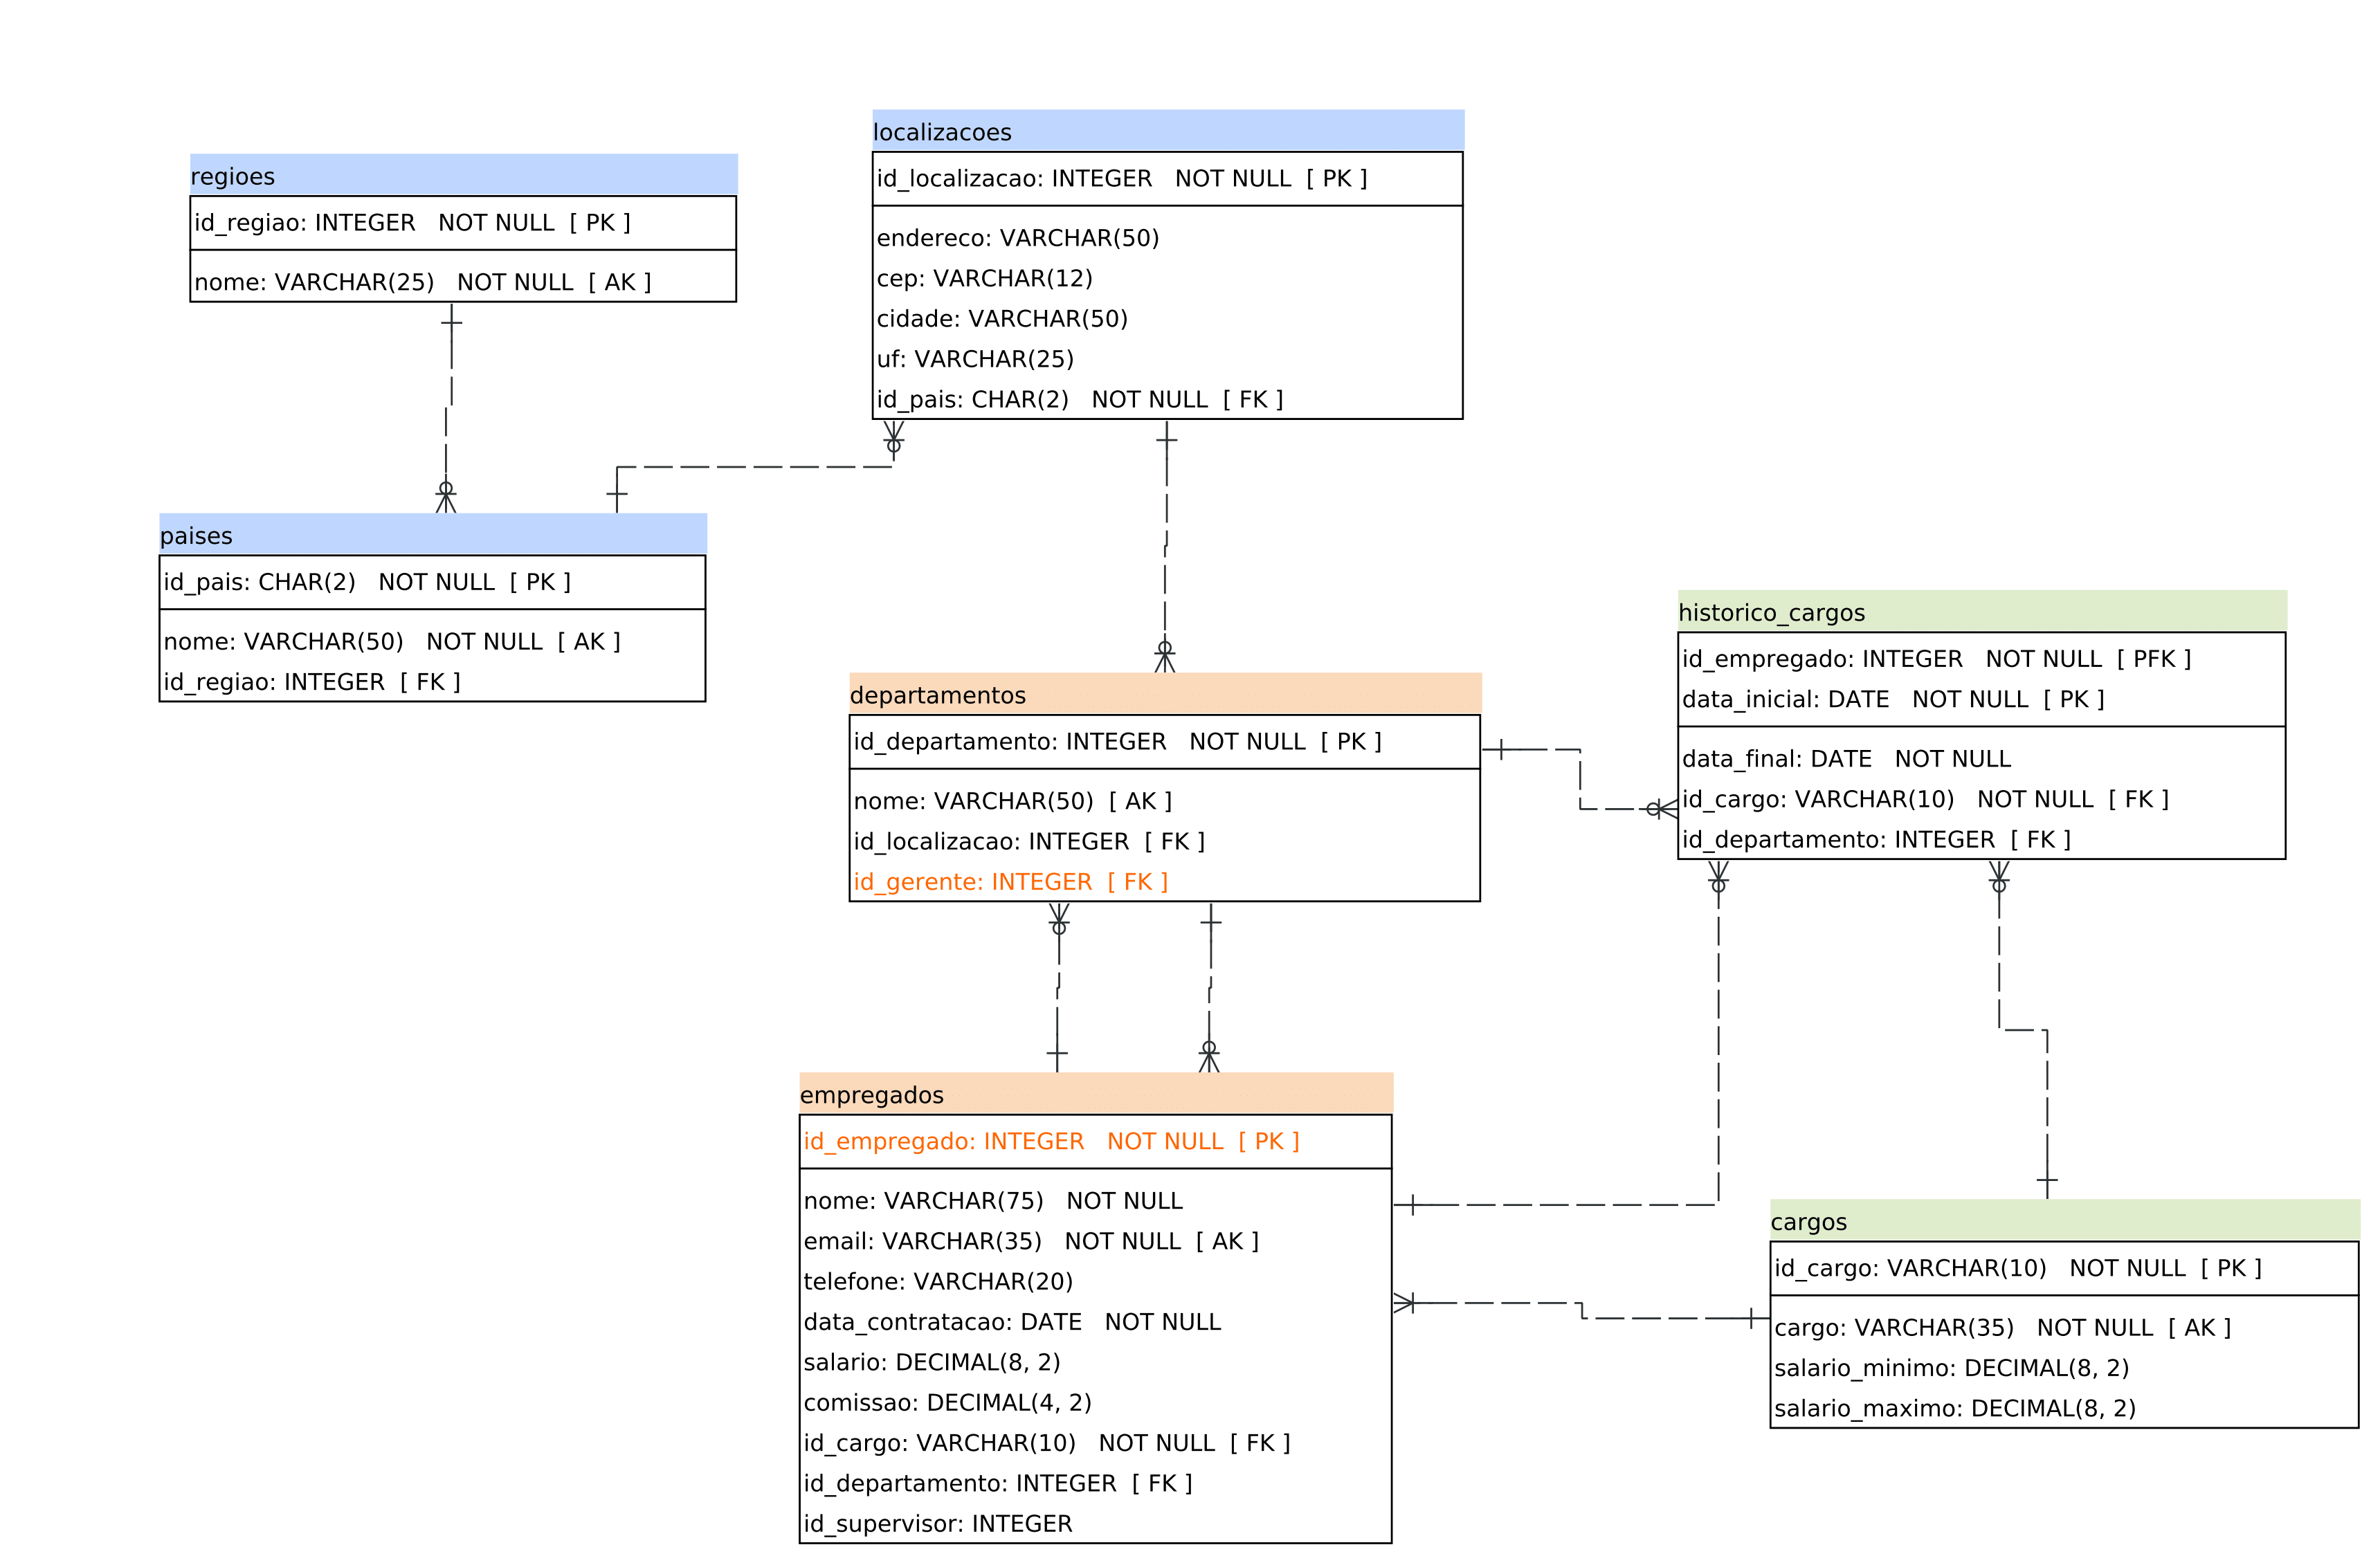 regioes
id_regiao: INTEGER NOT NULL [ PK ]
nome: VARCHAR(25) NOT NULL [ AK ]
localizacoes
id_localizacao: INTEGER NOT NULL [ PK ]
endereco: VARCHAR(50)
cep: VARCHAR(12)
cidade: VARCHAR(50)
uf: VARCHAR(25)
id_pais: CHAR(2) NOT NULL [ FK ]
paises
id_pais: CHAR(2) NOT NULL [ PK ]
nome: VARCHAR(50) NOT NULL [ AK ]
id_regiao: INTEGER [ FK ]
departamentos
id_departamento: INTEGER NOT NULL [ PK ]
nome: VARCHAR(50) [ AK ]
id_localizacao: INTEGER [ FK ]
id_gerente: INTEGER [ FK ]
historico_cargos
id_empregado: INTEGER NOT NULL [ PFK ]
data_inicial: DATE NOT NULL [ PK ]
data_final: DATE NOT NULL
id_cargo: VARCHAR(10) NOT NULL [ FK ]
id_departamento: INTEGER [ FK ]
empregados
id_empregado: INTEGER NOT NULL [ PK ]
nome: VARCHAR(75) NOT NULL
email: VARCHAR(35) NOT NULL [ AK ]
telefone: VARCHAR(20)
data_contratacao: DATE NOT NULL
salario: DECIMAL(8, 2)
comissao: DECIMAL(4, 2)
id_cargo: VARCHAR(10) NOT NULL [ FK ]
id_departamento: INTEGER [ FK ]
id_supervisor: INTEGER
cargos
id_cargo: VARCHAR(10) NOT NULL [ PK ]
cargo: VARCHAR(35) NOT NULL [ AK ]
salario_minimo: DECIMAL(8, 2)
salario_maximo: DECIMAL(8, 2)